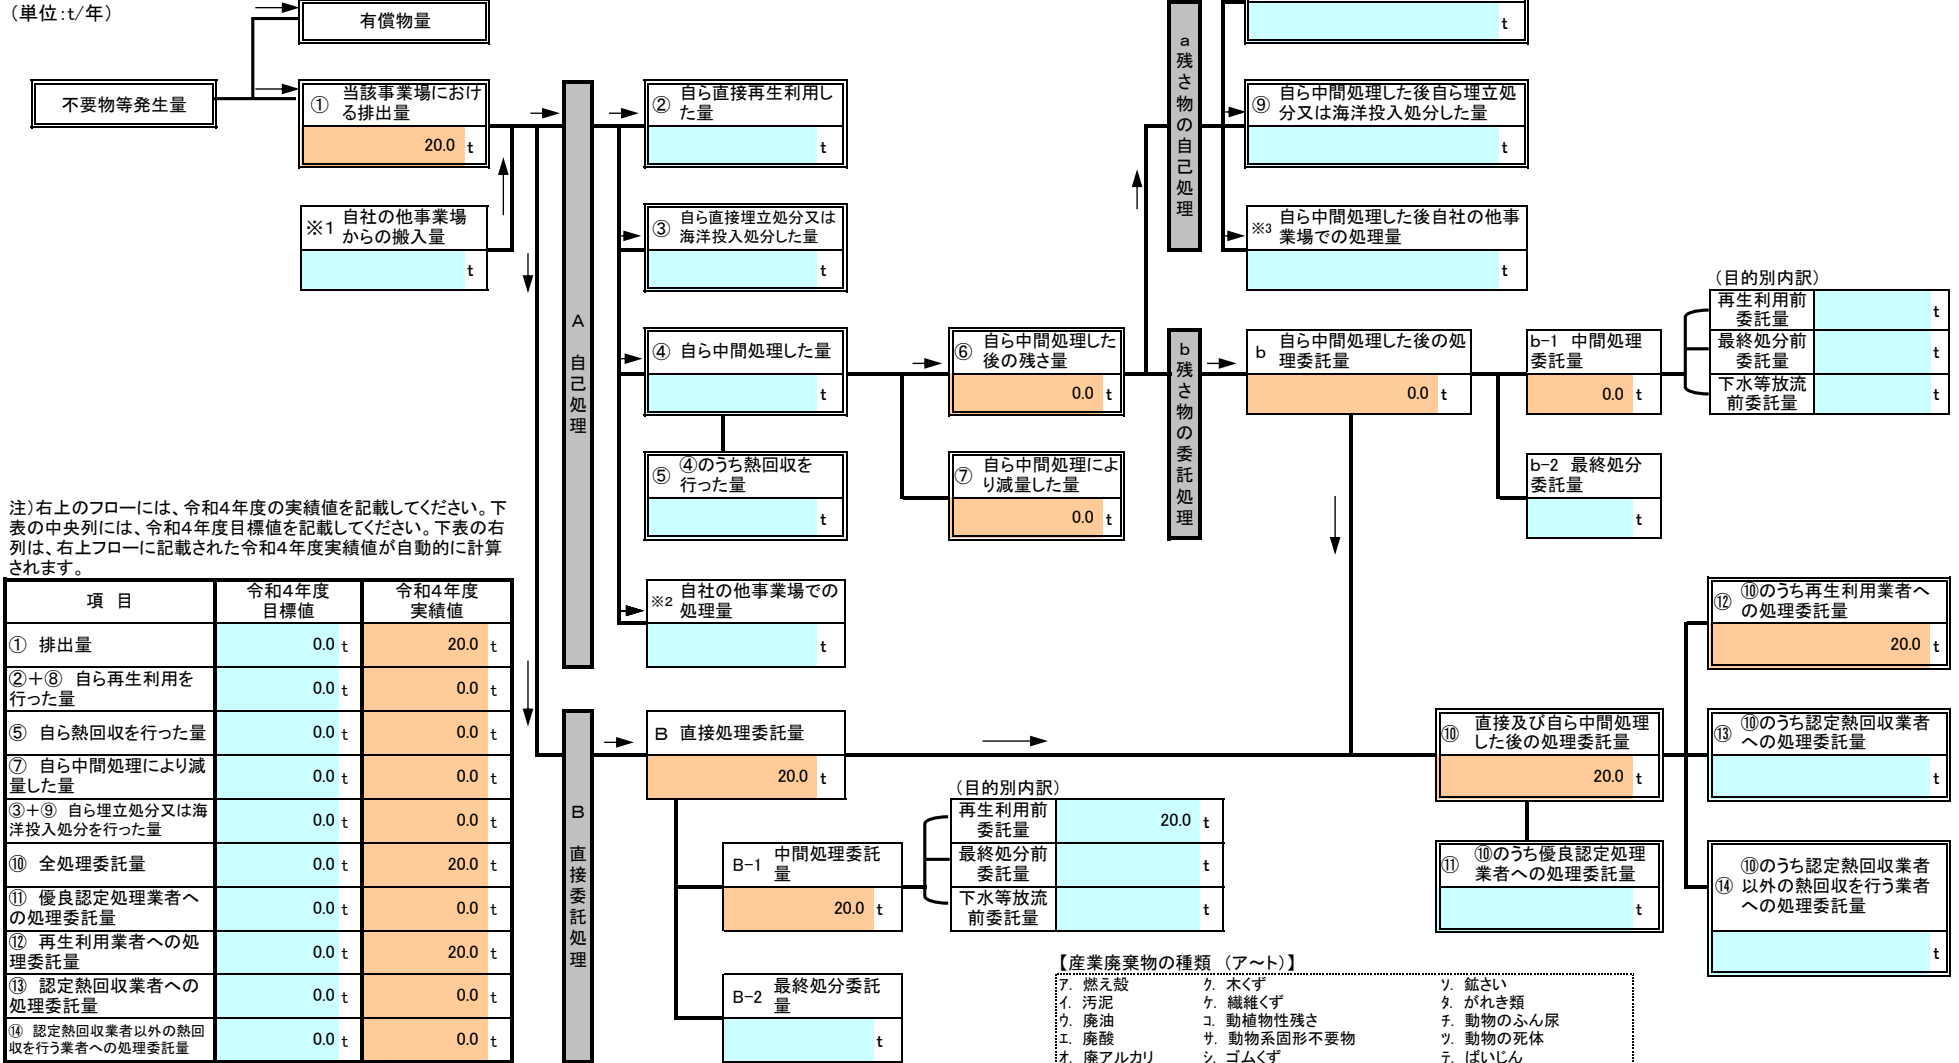 （単位：t/年）
有償物量
不要物等発生量
① 当該事業場におけ
る排出量
20.0 t
※1 自社の他事業場
からの搬入量
t
A 自己処理
② 自ら直接再生利用し
た量
t
③ 自ら直接埋立処分又は
海洋投入処分した量
t
④ 自ら中間処理した量
t
⑤ ④のうち熱回収を
行った量
t
※2 自社の他事業場での
処理量
t
⑥ 自ら中間処理した
後の残さ量
0.0 t
⑦ 自ら中間処理によ
り減量した量
0.0 t
a 残さ物の自己処理
t
⑨ 自ら中間処理した後自ら埋立処
分又は海洋投入処分した量
t
※3 自ら中間処理した後自社の他事
業場での処理量
t
b 残さ物の委託処理
b 自ら中間処理した後の処
理委託量
0.0 t
b-1 中間処理
委託量
0.0 t
（目的別内訳）
再生利用前
委託量
t
最終処分前
委託量
t
下水等放流
前委託量
t
b-2 最終処分
委託量
t
注）右上のフローには、令和４年度の実績値を記載してください。下
表の中央列には、令和４年度目標値を記載してください。下表の右
列は、右上フローに記載された令和４年度実績値が自動的に計算
されます。
項 目 令和４年度 目標値 令和４年度 実績値
① 排出量 0.0 t 20.0 t
②＋⑧ 自ら再生利用を
行った量 0.0 t 0.0 t
⑤ 自ら熱回収を行った量 0.0 t 0.0 t
⑦ 自ら中間処理により減
量した量 0.0 t 0.0 t
③＋⑨ 自ら埋立処分又は海
洋投入処分を行った量 0.0 t 0.0 t
⑩ 全処理委託量 0.0 t 20.0 t
⑪ 優良認定処理業者へ
の処理委託量 0.0 t 0.0 t
⑫ 再生利用業者への処
理委託量 0.0 t 20.0 t
⑬ 認定熱回収業者への
処理委託量 0.0 t 0.0 t
⑭ 認定熱回収業者以外の熱回
収を行う業者への処理委託量 0.0 t 0.0 t
B 直接委託処理
B 直接処理委託量
20.0 t
B-1 中間処理委託
量
20.0 t
（目的別内訳）
再生利用前
委託量
20.0 t
最終処分前
委託量
t
下水等放流
前委託量
t
B-2 最終処分委託
量
t
⑩ 直接及び自ら中間処理
した後の処理委託量
20.0 t
⑪ ⑩のうち優良認定処理
業者への処理委託量
t
⑫ ⑩のうち再生利用業者へ
の処理委託量
20.0 t
⑬ ⑩のうち認定熱回収業者
への処理委託量
t
⑭ ⑩のうち認定熱回収業者
以外の熱回収を行う業者
への処理委託量
t
【産業廃棄物の種類 （ア～ト）】
ア. 燃え殻 ク. 木くず ソ. 鉱さい
イ. 汚泥 ケ. 繊維くず タ. がれき類
ウ. 廃油 コ. 動植物性残さ チ. 動物のふん尿
エ. 廃酸 サ. 動物系固形不要物 ツ. 動物の死体
オ. 廃アルカリ シ. ゴムくず テ. ばいじん